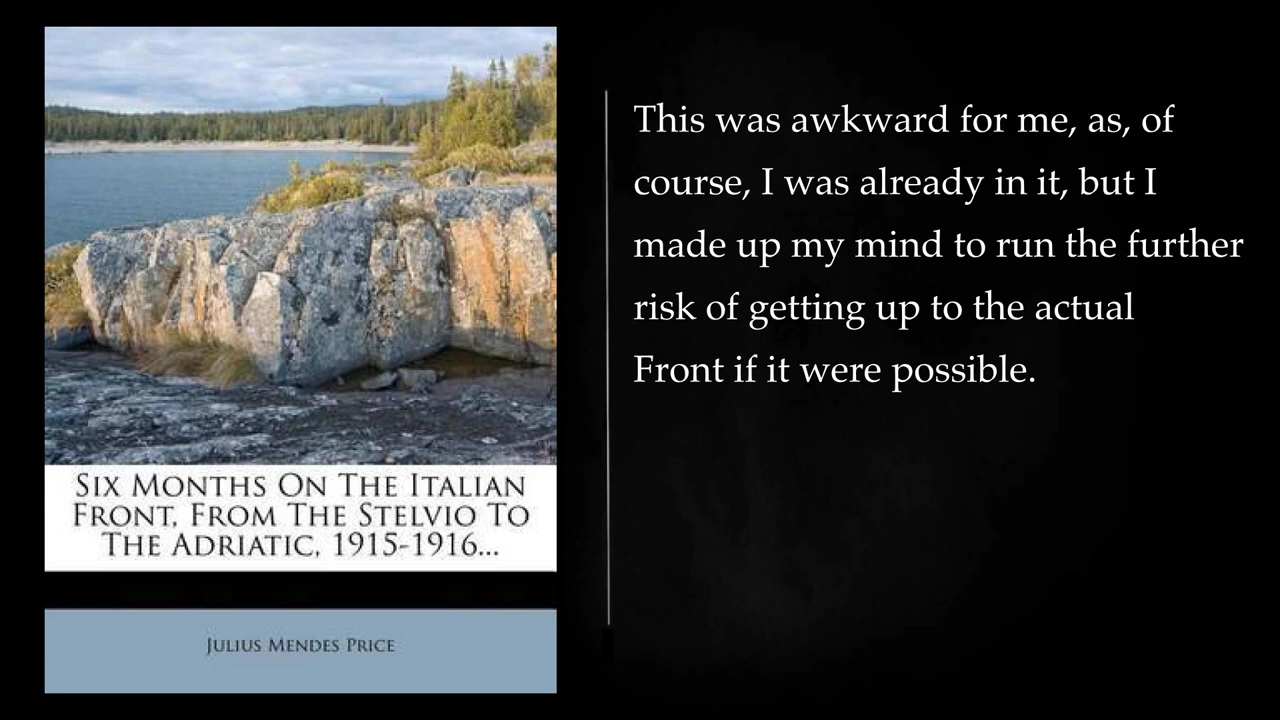 This was awkward for me, as, of
course, I was already in it, but I
made up my mind to run the further
risk of getting up to the actual
Front if it were possible.
Six Months On The Italian
Front, From The Stelvio To
The Adriatic, 1915-1916...
Julius Mendes Price